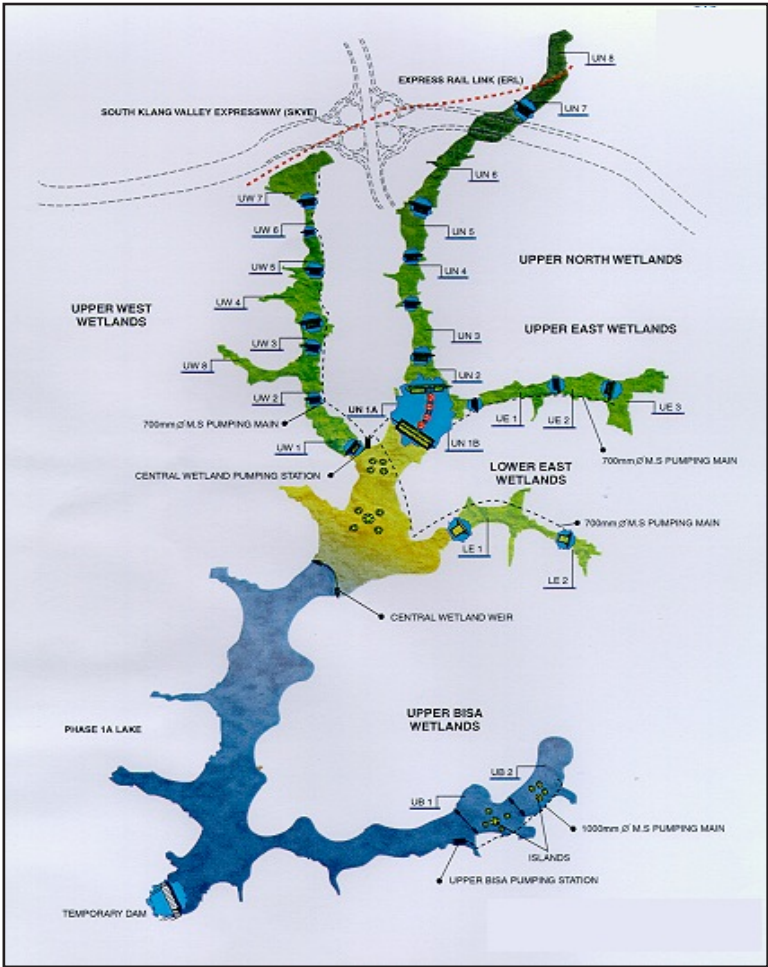 UN 8
EXPRESS RAIL LINK (ERL)
UN 7
SOUTH KLANG VALLEY EXPRESSWAY (SKVE)
UN 6
UW 7
UW 6
UN 5
UPPER NORTH WETLANDS
UW 5
UN 4
UPPER WEST
WETLANDS
UW 4
UPPER EAST WETLANDS
UW 3
UN 3
UW 8
UN 2
UW 2
UN 1A
UE 1
UE 2
UE 3
700mm Ø M.S PUMPING MAIN
UW 1
UN 1B
700mm Ø M.S PUMPING MAIN
CENTRAL WETLAND PUMPING STATION
LOWER EAST
WETLANDS
700mm Ø M.S PUMPING MAIN
LE 1
LE 2
CENTRAL WETLAND WEIR
PHASE 1A LAKE
UPPER BISA
WETLANDS
UB 2
UB 1
1000mm Ø M.S PUMPING MAIN
ISLANDS
UPPER BISA PUMPING STATION
TEMPORARY DAM